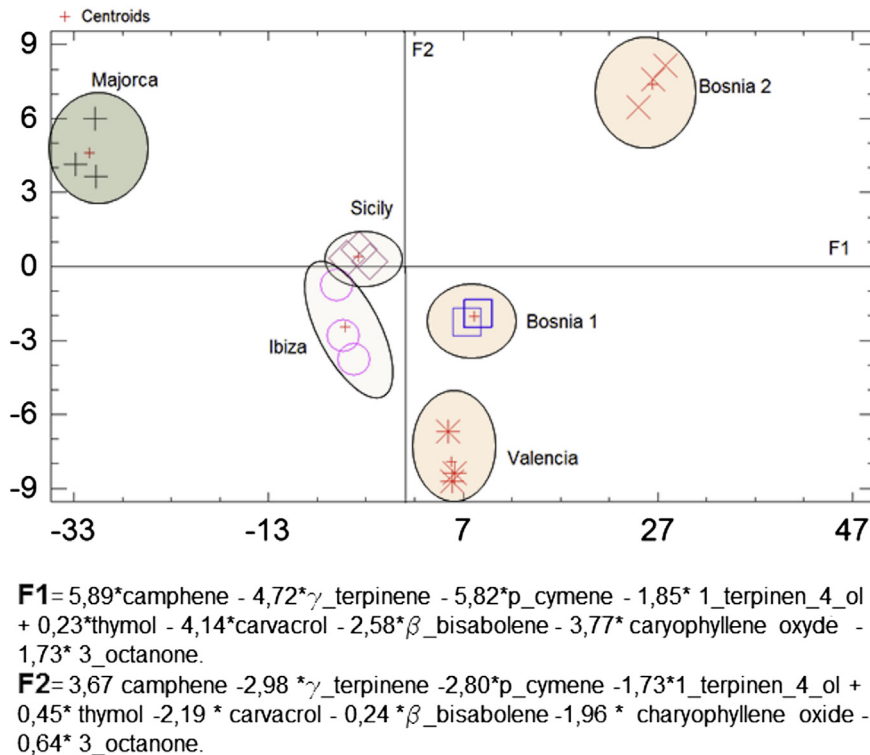 + Centroids
9
F2
Majorca
Bosnia 2
6
3
Sicily
F1
0
Bosnia 1
-3
Ibiza
-6
Valencia
-9
-33 -13 7 27 47
F1= 5,89*camphene - 4,72*γ_terpinene - 5,82*p_cymene - 1,85* 1_terpinen_4_ol
+ 0,23*thymol - 4,14*carvacrol - 2,58*β_bisabolene - 3,77* caryophyllene oxyde -
1,73* 3_octanone.
F2= 3,67 camphene -2,98 *γ_terpinene -2,80*p_cymene -1,73*1_terpinen_4_ol +
0,45* thymol -2,19 * carvacrol - 0,24 *β_bisabolene -1,96 * charyophyllene oxide -
0,64* 3_octanone.